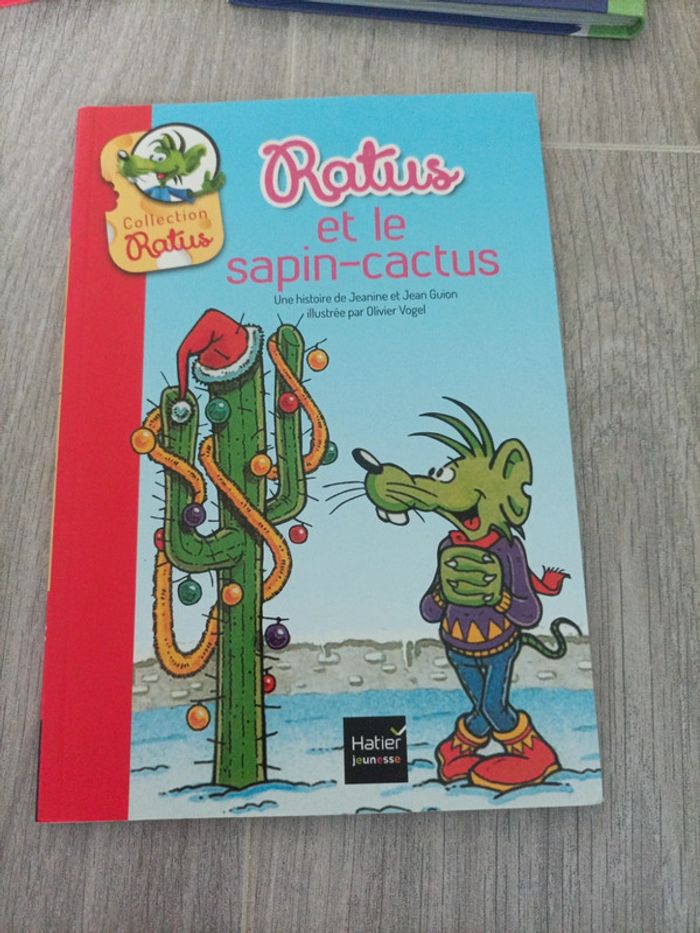 Collection
Ratus
Ratus
et le
sapin-cactus
Une histoire de Jeanine et Jean Guion
illustrée par Olivier Vogel
Hatier
jeunesse